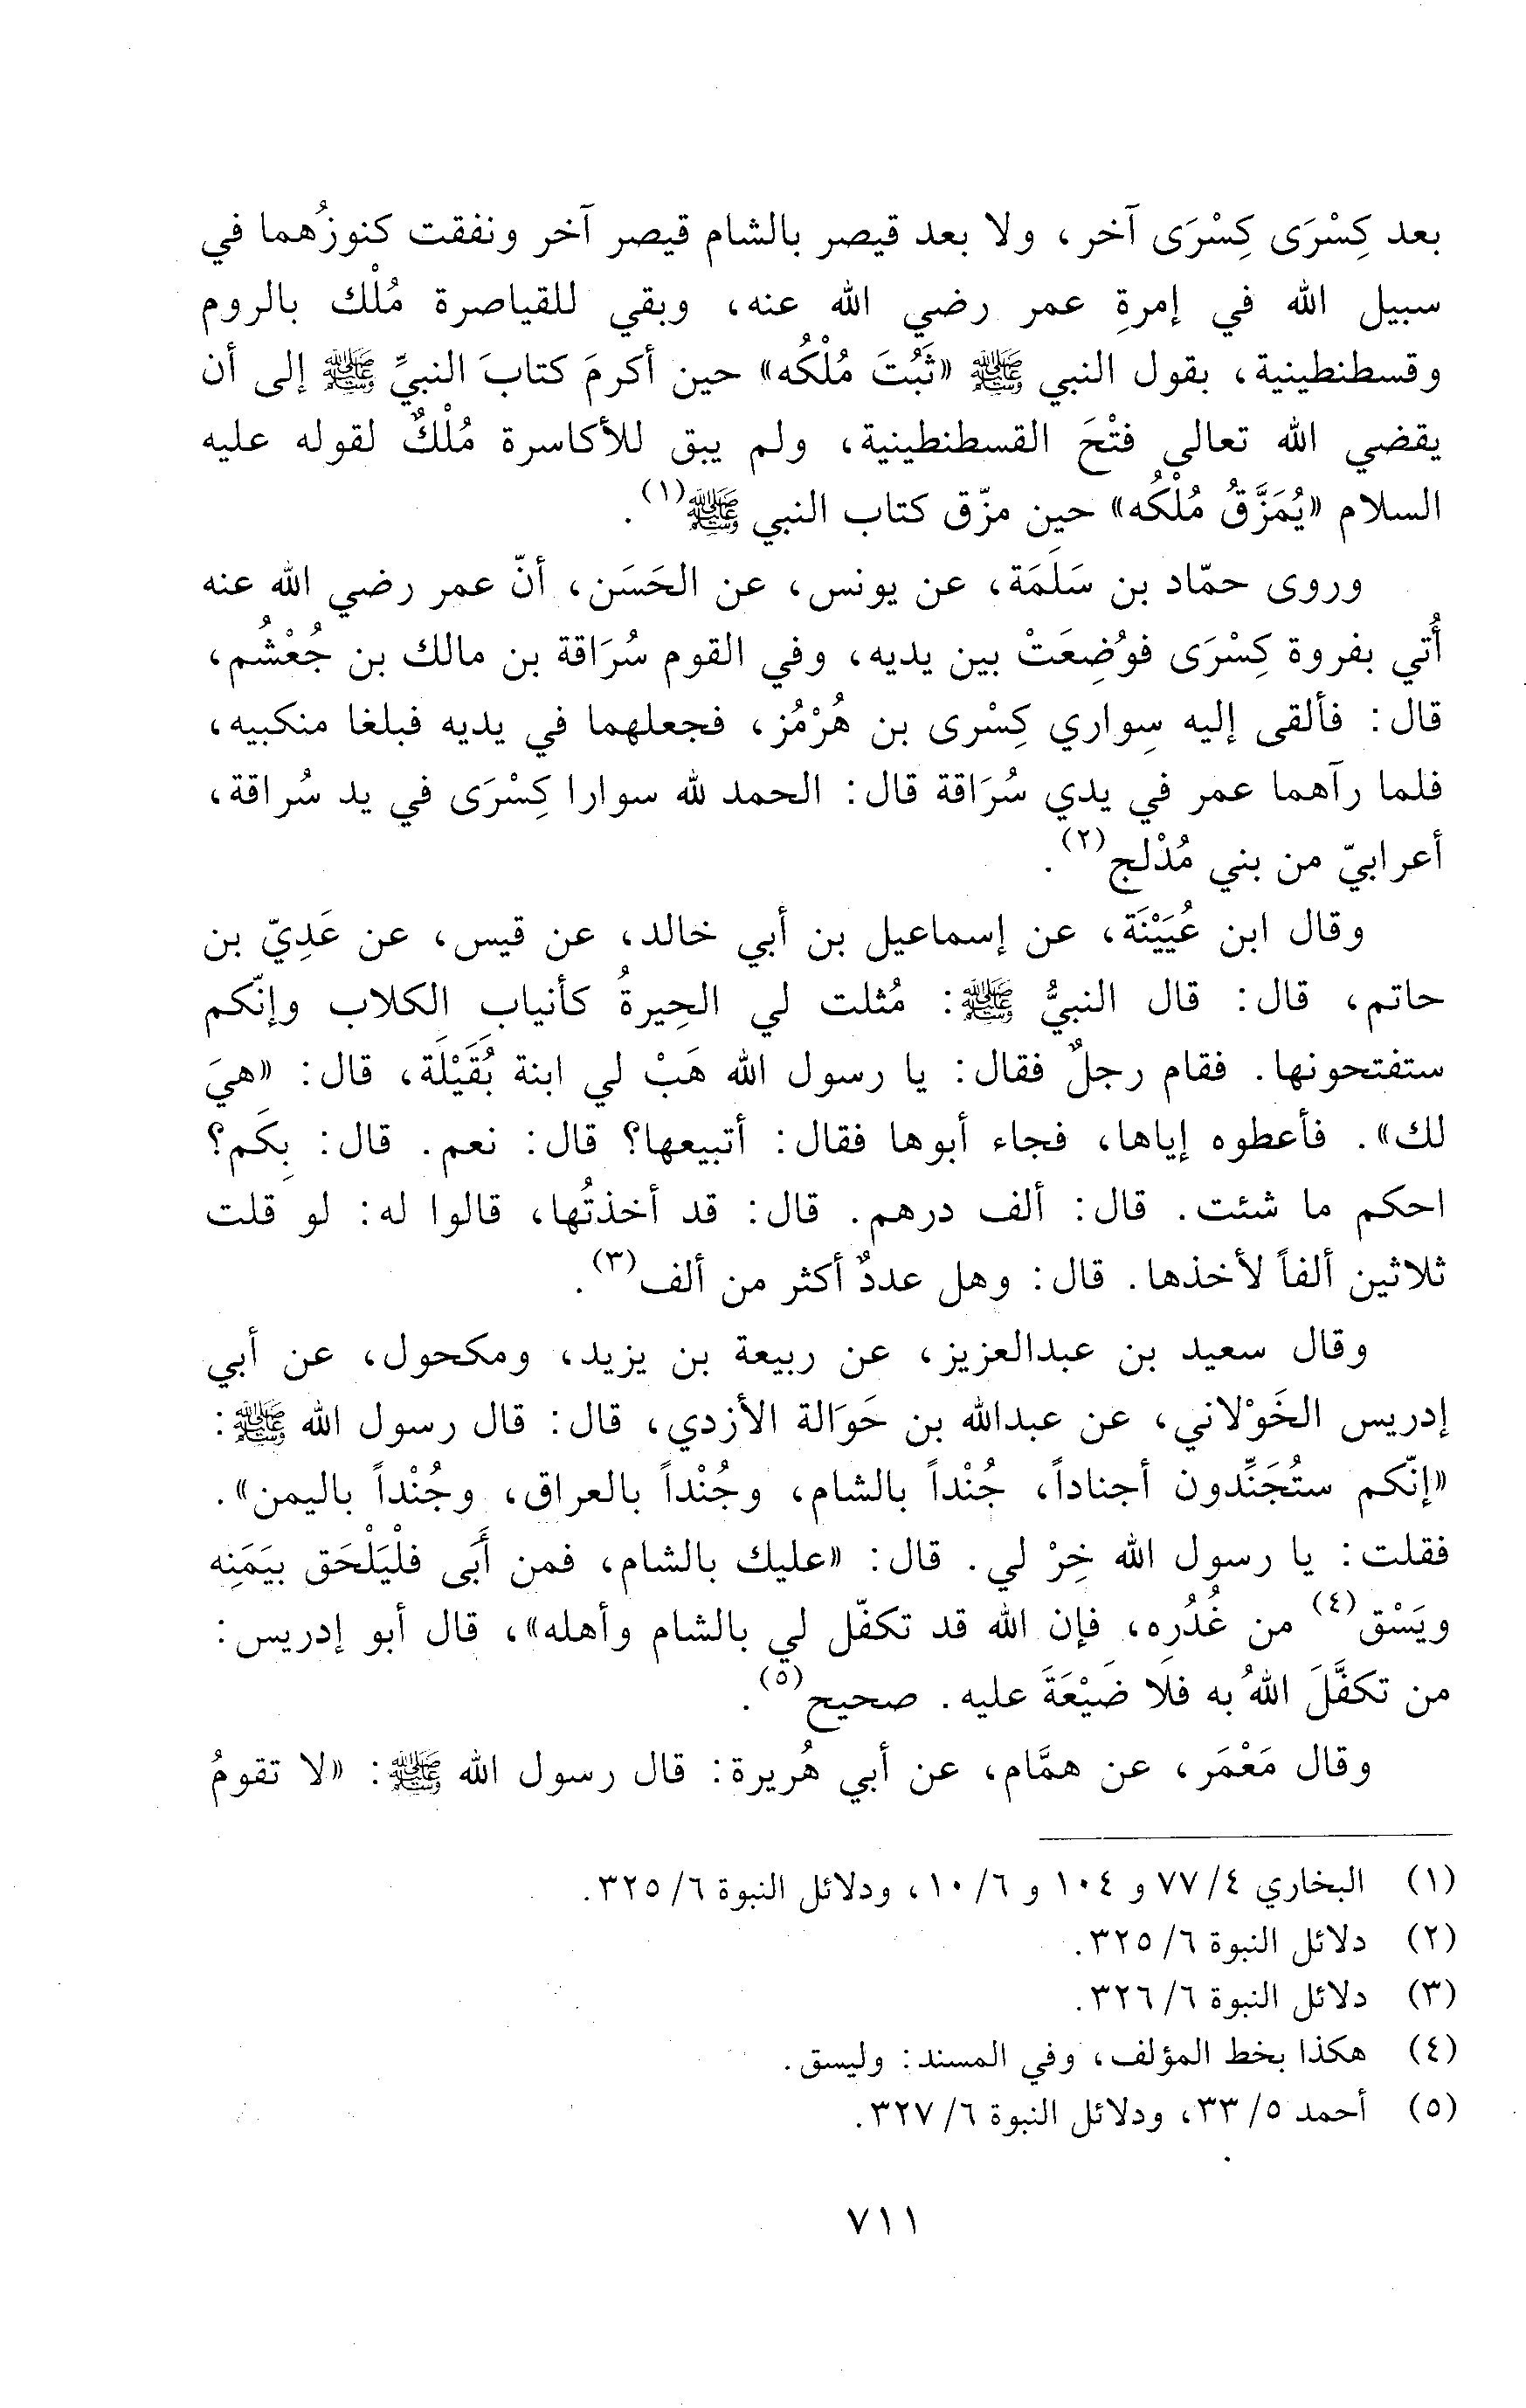 بعد كِسْرَى كِسْرَى آخر، ولا بعد قيصر بالشام قيصر آخر ونفقت كنوزُهما في
سبيل الله في إمرةِ عمر رضي الله عنه، وبقي للقياصرة مُلْك بالروم
وقسطنطينية، بقول النبي ﷺ «ثَبُتَ مُلْكُه» حين أكرمَ كتابَ النبيِّ ﷺ إلى أن
يقضي الله تعالى فتْحَ القسطنطينية، ولم يبق للأكاسرة مُلْكٌ لقوله عليه
السلام «يُمَزَّقُ مُلْكُه» حين مزّق كتاب النبي ﷺ(١).
وروى حمّاد بن سَلَمَة، عن يونس، عن الحَسَن، أنّ عمر رضي الله عنه
أُتي بفروة كِسْرَى فوُضِعَتْ بين يديه، وفي القوم سُرَاقة بن مالك بن جُعْشُم،
قال: فألقى إليه سِواري كِسْرى بن هُرْمُز، فجعلهما في يديه فبلغا منكبيه،
فلما رآهما عمر في يدي سُرَاقة قال: الحمد لله سوارا كِسْرَى في يد سُراقة،
أعرابيّ من بني مُدْلج(٢).
وقال ابن عُيَيْنَة، عن إسماعيل بن أبي خالد، عن قيس، عن عَدِيّ بن
حاتم، قال: قال النبيُّ ﷺ: مُثلت لي الحِيرةُ كأنياب الكلاب وإنّكم
ستفتحونها. فقام رجلٌ فقال: يا رسول الله هَبْ لي ابنة بُقَيْلَة، قال: «هيَ
لك». فأعطوه إياها، فجاء أبوها فقال: أتبيعها؟ قال: نعم. قال: بِكَم؟
احكم ما شئت. قال: ألف درهم. قال: قد أخذتُها، قالوا له: لو قلت
ثلاثين ألفاً لأخذها. قال: وهل عددٌ أكثر من ألف(٣).
وقال سعيد بن عبدالعزيز، عن ربيعة بن يزيد، ومكحول، عن أبي
إدريس الخَوْلاني، عن عبدالله بن حَوَالة الأزدي، قال: قال رسول الله ﷺ:
«إنّكم ستُجَنِّدون أجناداً، جُنْداً بالشام، وجُنْداً بالعراق، وجُنْداً باليمن».
فقلت: يا رسول الله خِرْ لي. قال: «عليك بالشام، فمن أَبَى فلْيَلْحَق بيَمَنِه
ويَسْق(٤) من غُدُرِه، فإن الله قد تكفّل لي بالشام وأهله»، قال أبو إدريس:
من تكفَّلَ اللهُ به فلَا ضَيْعَةَ عليه. صحيح(٥).
وقال مَعْمَر، عن همَّام، عن أبي هُريرة: قال رسول الله ﷺ: «لا تقومُ
(١) البخاري ٤/ ٧٧ و ١٠٤ و ٦/ ١٠، ودلائل النبوة ٦/ ٣٢٥.
(٢) دلائل النبوة ٦/ ٣٢٥.
(٣) دلائل النبوة ٦/ ٣٢٦.
(٤) هكذا بخط المؤلف، وفي المسند: وليسق.
(٥) أحمد ٥/ ٣٣، ودلائل النبوة ٦/ ٣٢٧.
٧١١